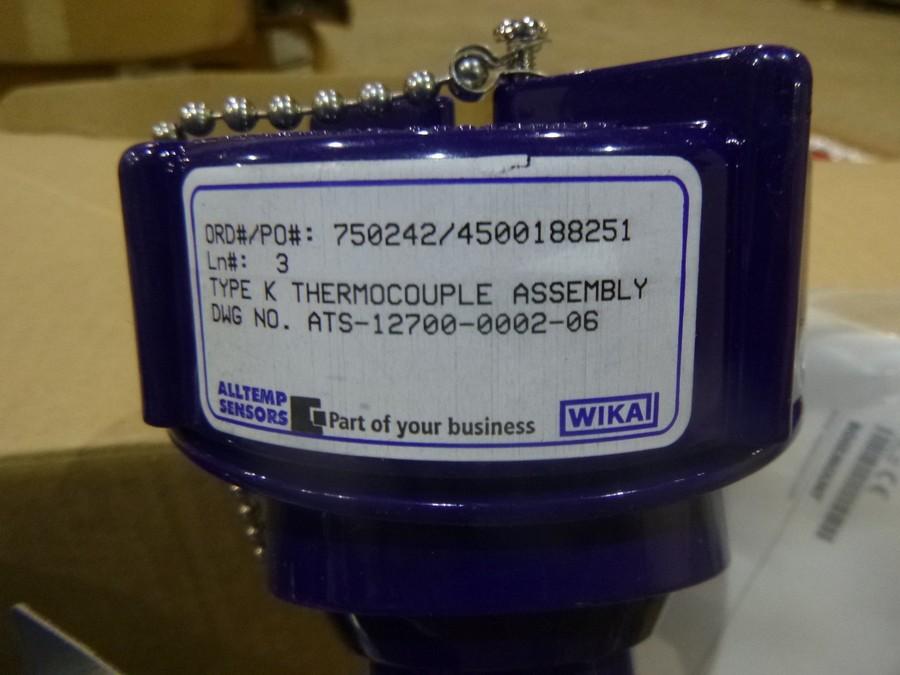 ORD#/PO#: 750242/4500188251
Ln#: 3
TYPE K THERMOCOUPLE ASSEMBLY
DWG NO. ATS-12700-0002-06
ALLTEMP
SENSORS
Part of your business
WIKA